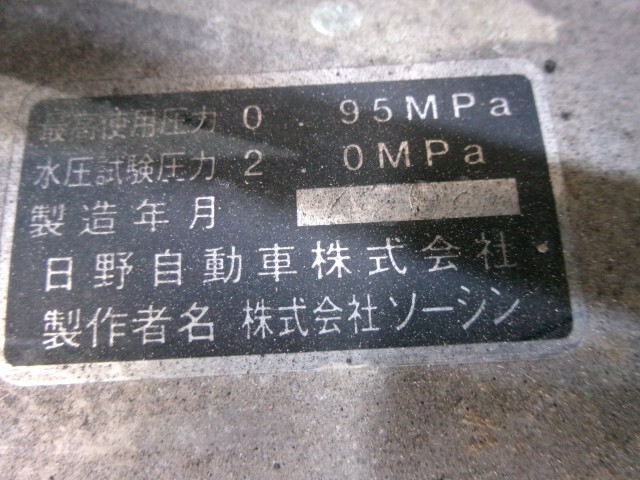 最高使用圧力 0.95MPa
水圧試験圧力 2.0MPa
製造年月
日野自動車株式会社
製作者名 株式会社ソーシン